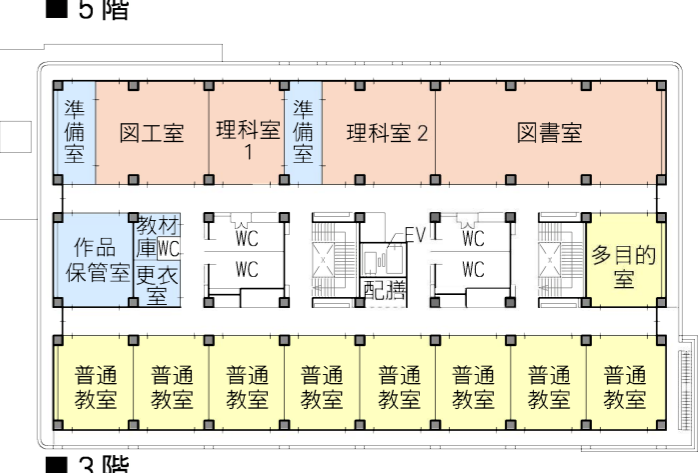 ■5階
準備室
図工室
理科室
1
準備室
理科室2
図書室
作品
保管室
教材
庫
WC
更衣
室
WC
WC
EV
配膳
WC
WC
多目的
室
普通
教室
普通
教室
普通
教室
普通
教室
普通
教室
普通
教室
普通
教室
普通
教室
■3階